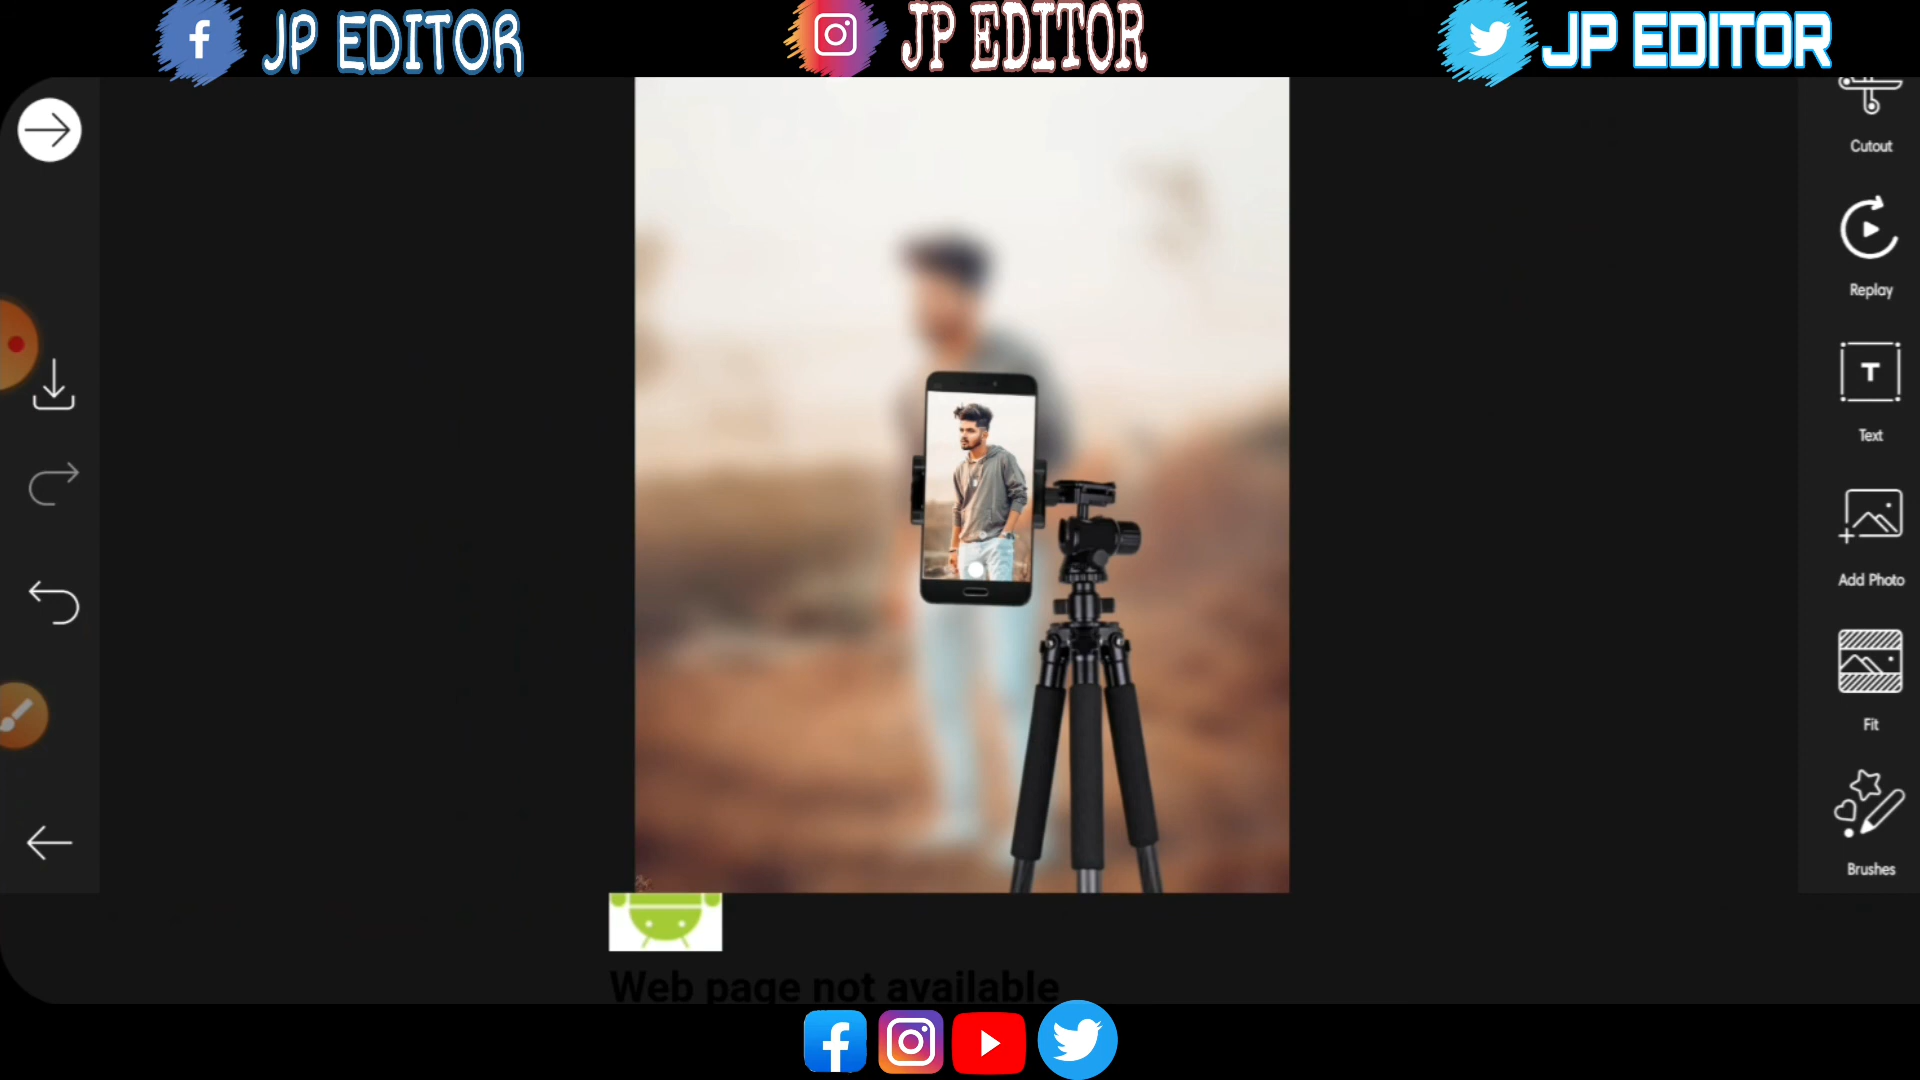 JP EDITOR
JP EDITOR
JP EDITOR
Cutout
Replay
T
Text
Add Photo
Fit
Brushes
Web page not available